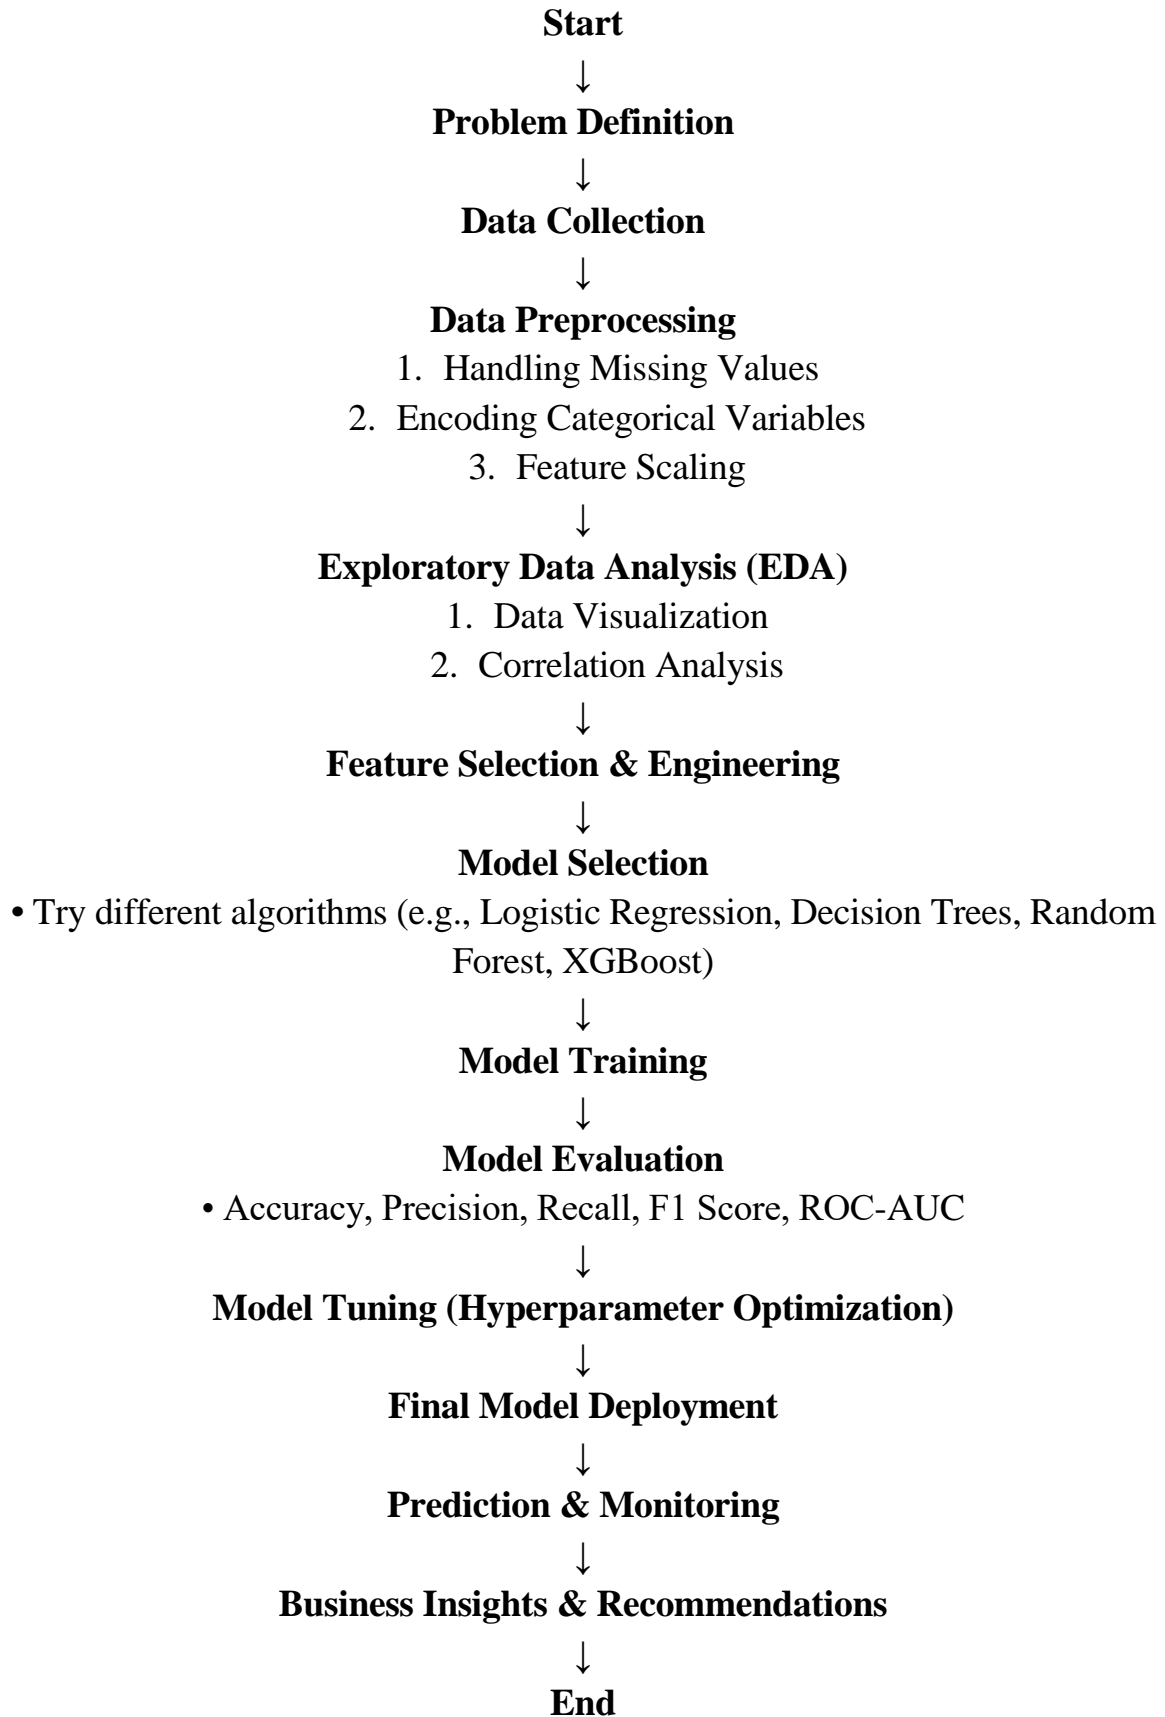 Start
↓
Problem Definition
↓
Data Collection
↓
Data Preprocessing
1. Handling Missing Values
2. Encoding Categorical Variables
3. Feature Scaling
↓
Exploratory Data Analysis (EDA)
1. Data Visualization
2. Correlation Analysis
↓
Feature Selection & Engineering
↓
Model Selection
• Try different algorithms (e.g., Logistic Regression, Decision Trees, Random
Forest, XGBoost)
↓
Model Training
↓
Model Evaluation
• Accuracy, Precision, Recall, F1 Score, ROC-AUC
↓
Model Tuning (Hyperparameter Optimization)
↓
Final Model Deployment
↓
Prediction & Monitoring
↓
Business Insights & Recommendations
↓
End